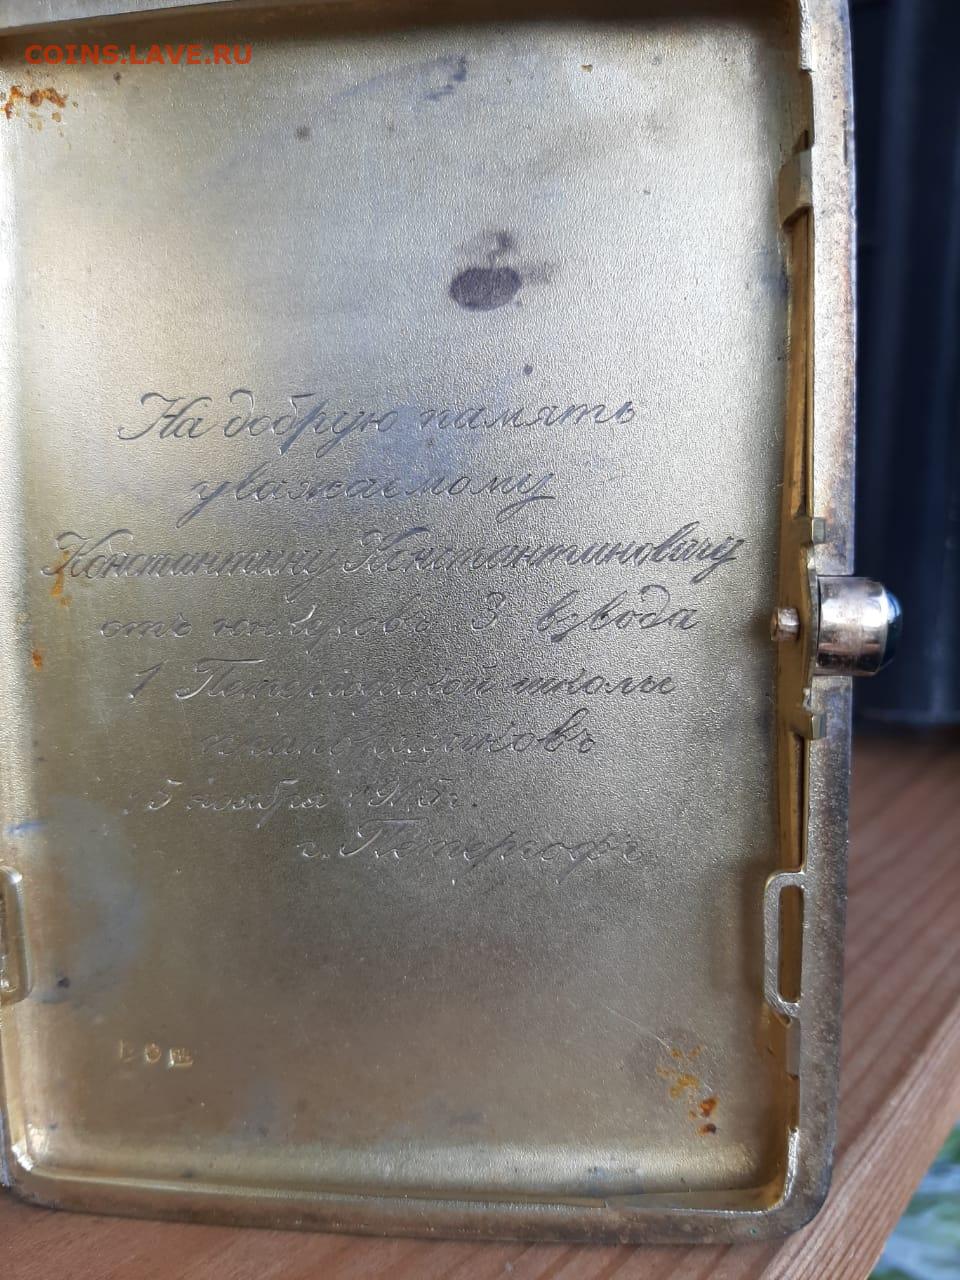 COINS.LAVE.RU
На добрую память
уважаемому
Константину Константиновичу
отъ юнкеровъ 3 взвода
1 Петергофской школы
прапорщиковъ
15 ноября 1915 г.
г. Петергофъ